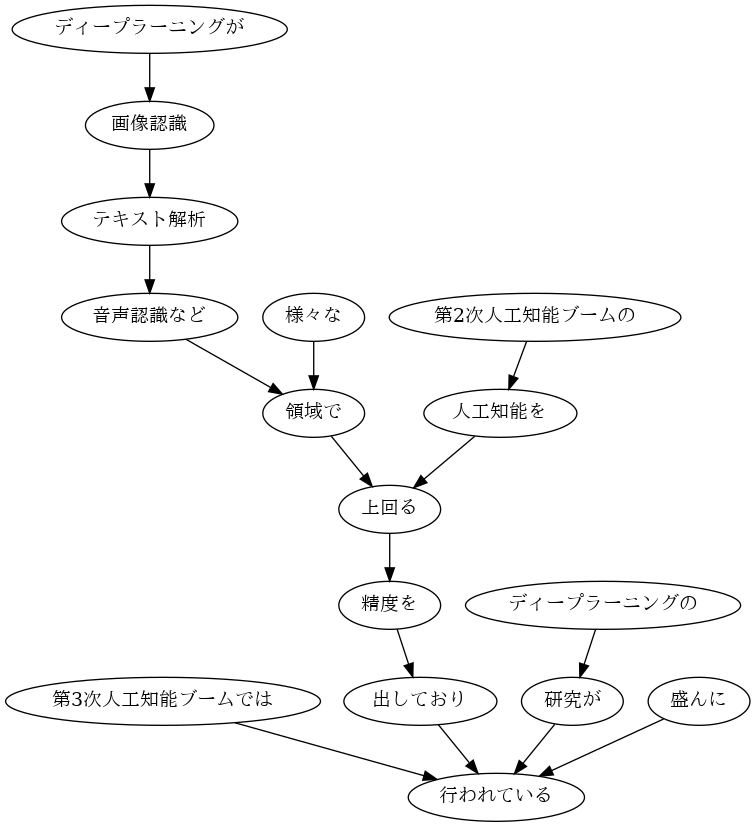 ディープラーニングが
画像認識
テキスト解析
音声認識など
様々な
第2次人工知能ブームの
領域で
人工知能を
上回る
精度を
ディープラーニングの
第3次人工知能ブームでは
出しており
研究が
盛んに
行われている